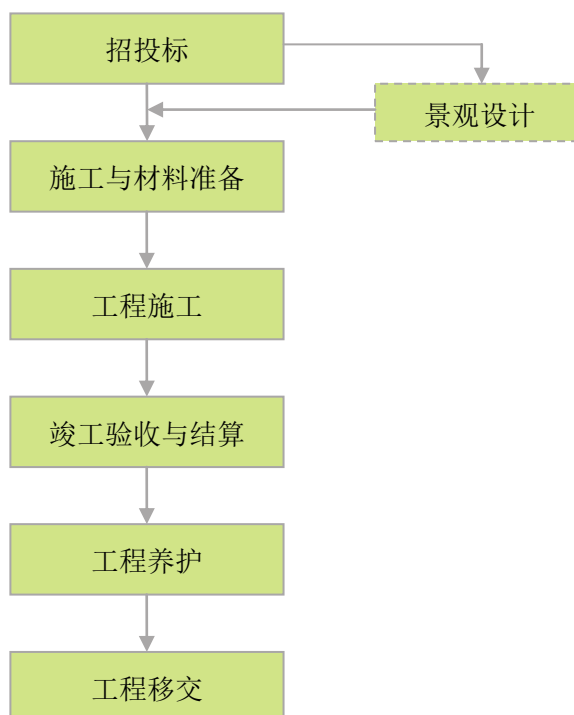 招投标
景观设计
施工与材料准备
工程施工
竣工验收与结算
工程养护
工程移交